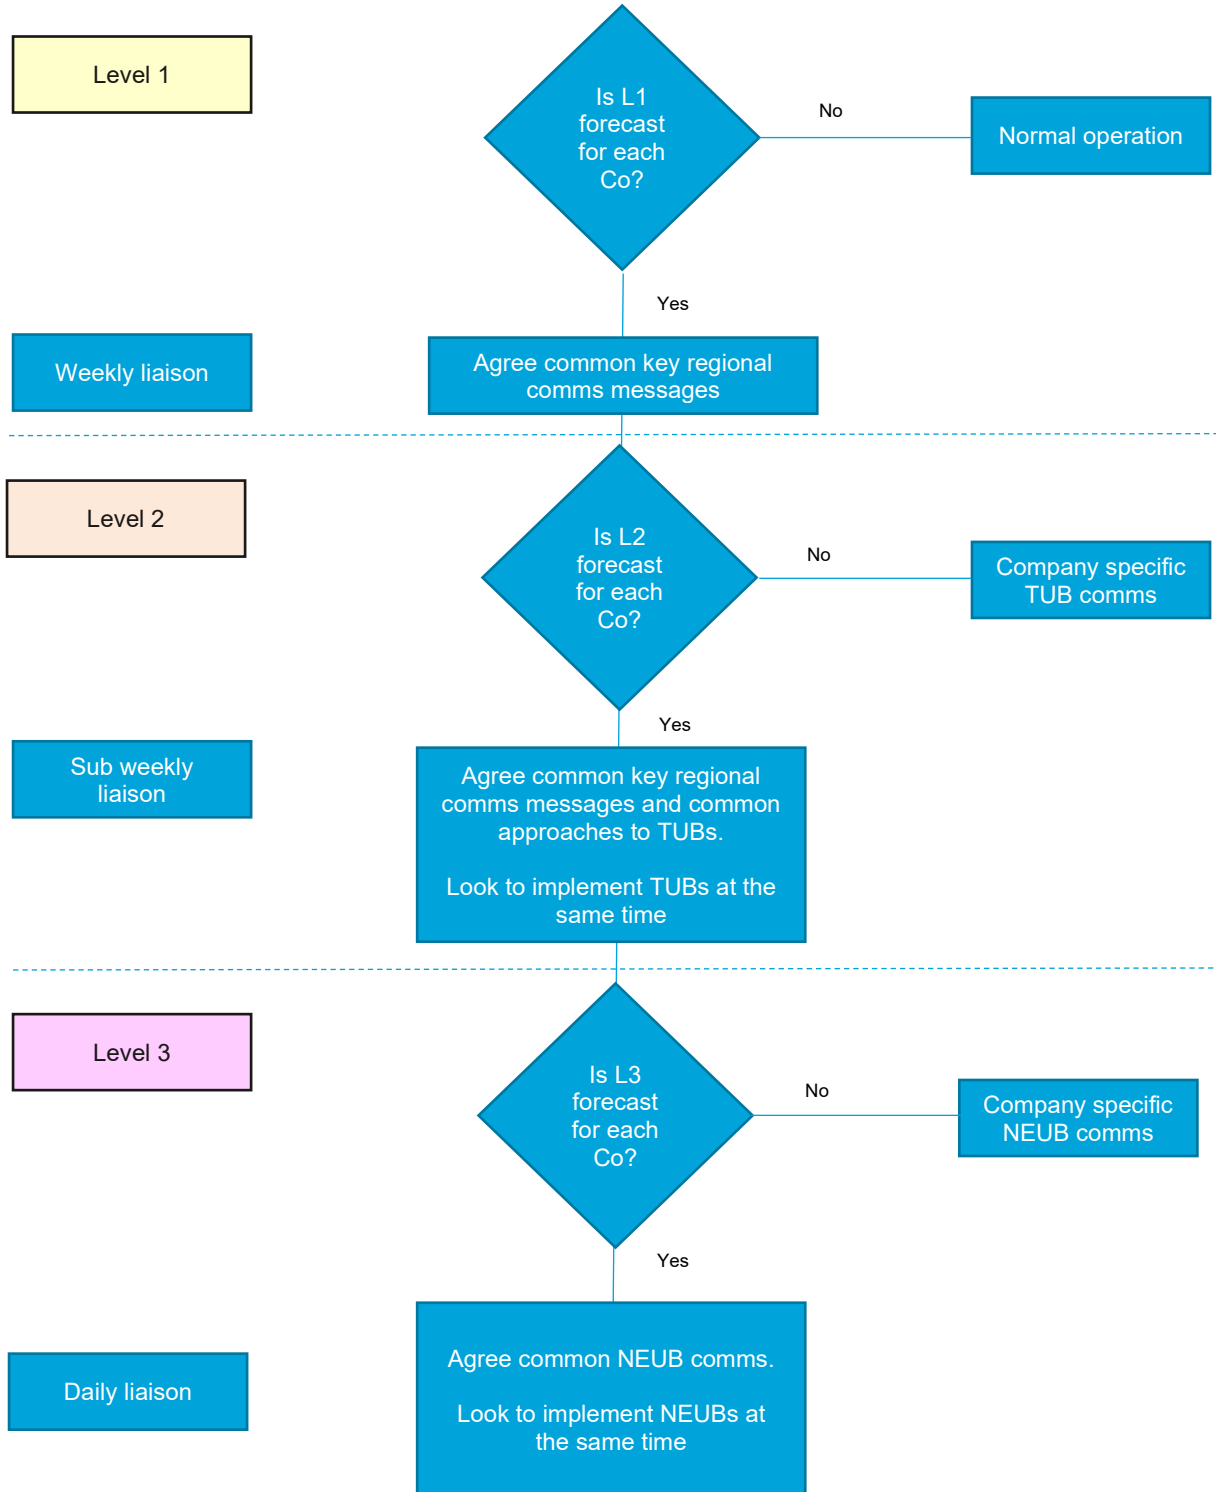 Level 1
Is L1
forecast
for each
Co?
No
Normal operation
Yes
Weekly liaison
Agree common key regional
comms messages
Level 2
Is L2
forecast
for each
Co?
No
Company specific
TUB comms
Yes
Sub weekly
liaison
Agree common key regional
comms messages and common
approaches to TUBs.
Look to implement TUBs at the
same time
Level 3
Is L3
forecast
for each
Co?
No
Company specific
NEUB comms
Yes
Daily liaison
Agree common NEUB comms.
Look to implement NEUBs at
the same time